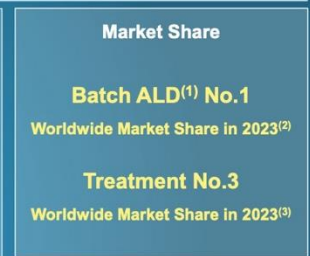 Market Share
Batch ALD(1) No.1
Worldwide Market Share in 2023(2)
Treatment No.3
Worldwide Market Share in 2023(3)